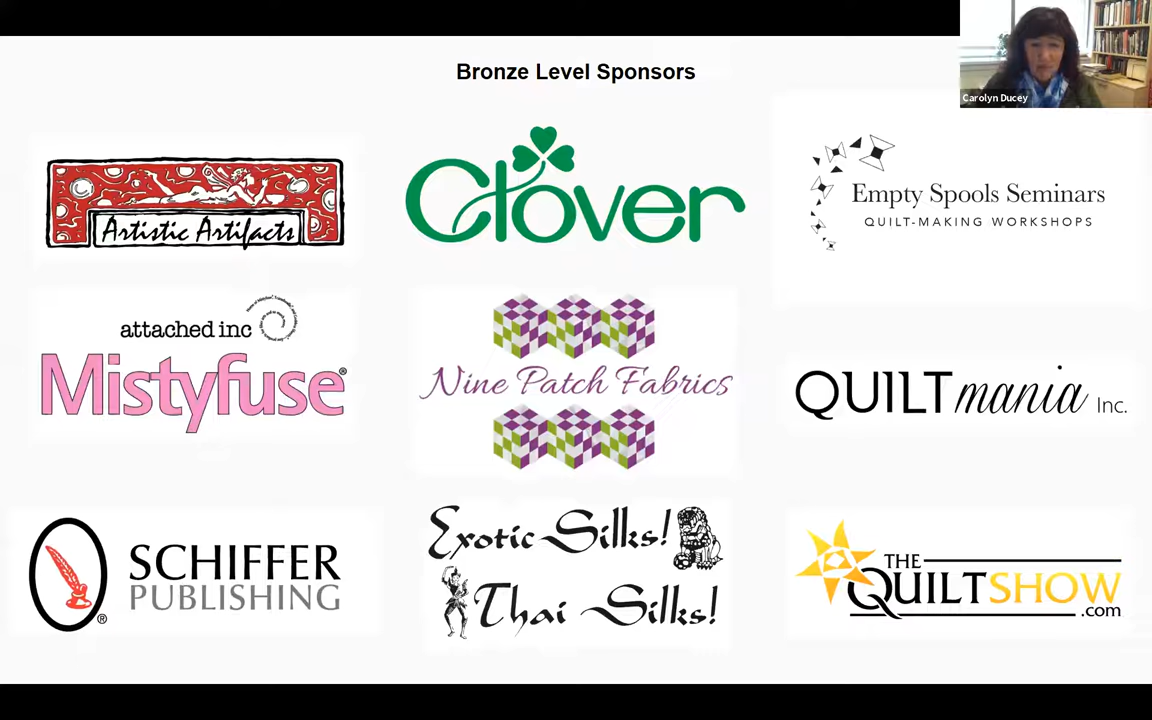 Bronze Level Sponsors
Carolyn Ducey
Artistic Artifacts
Clover
Empty Spools Seminars
QUILT-MAKING WORKSHOPS
attached inc
Mistyfuse®
Nine Patch Fabrics
QUILTmania Inc.
SCHIFFER
PUBLISHING
®
Exotic Silks!
Thai Silks!
THE
QUILTSHOW
.com